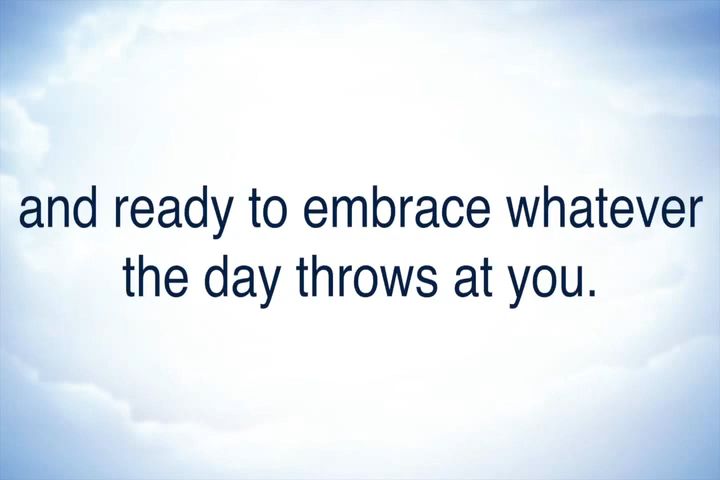 and ready to embrace whatever
the day throws at you.